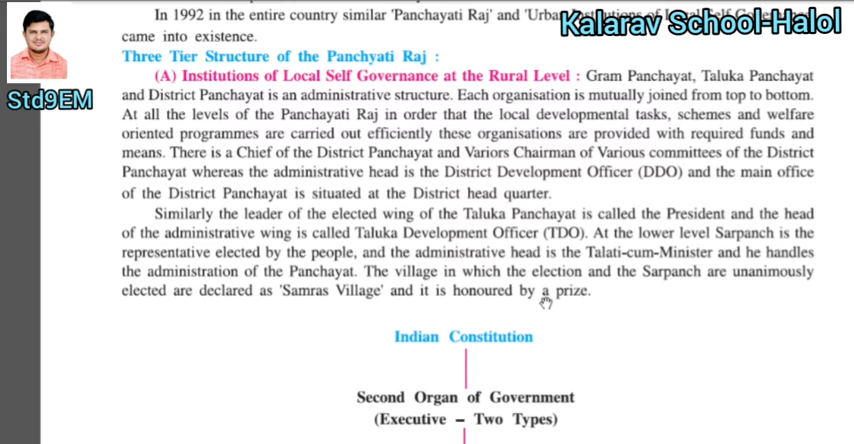 In 1992 in the entire country similar 'Panchayati Raj' and 'Urban
Kalarav School-Halol
came into existence.
Three Tier Structure of the Panchyati Raj :
(A) Institutions of Local Self Governance at the Rural Level : Gram Panchayat, Taluka Panchayat
Std9EM
and District Panchayat is an administrative structure. Each organisation is mutually joined from top to bottom.
At all the levels of the Panchayati Raj in order that the local developmental tasks, schemes and welfare
oriented programmes are carried out efficiently these organisations are provided with required funds and
means. There is a Chief of the District Panchayat and Variors Chairman of Various committees of the District
Panchayat whereas the administrative head is the District Development Officer (DDO) and the main office
of the District Panchayat is situated at the District head quarter.
Similarly the leader of the elected wing of the Taluka Panchayat is called the President and the head
of the administrative wing is called Taluka Development Officer (TDO). At the lower level Sarpanch is the
representative elected by the people, and the administrative head is the Talati-cum-Minister and he handles
the administration of the Panchayat. The village in which the election and the Sarpanch are unanimously
elected are declared as 'Samras Village' and it is honoured by a prize.
Indian Constitution
Second Organ of Government
(Executive – Two Types)